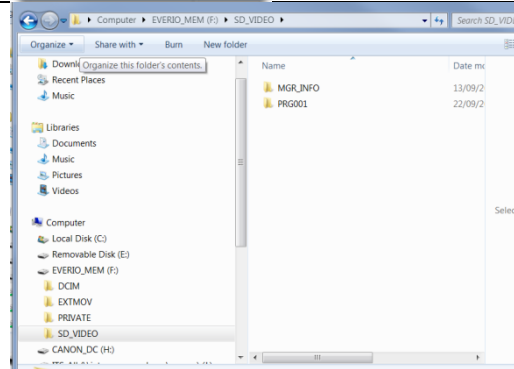 Computer ▸ EVERIO_MEM (F:) ▸ SD_VIDEO ▸
Search SD_VID
Organize ▾ Share with ▾ Burn New folder
Organize this folder's contents.
Downl
Recent Places
Music
Libraries
Documents
Music
Pictures
Videos
Computer
Local Disk (C:)
Removable Disk (E:)
EVERIO_MEM (F:)
DCIM
EXTMOV
PRIVATE
SD_VIDEO
CANON_DC (H:)
Name Date mo
MGR_INFO 13/09/2
PRG001 22/09/2
Selec